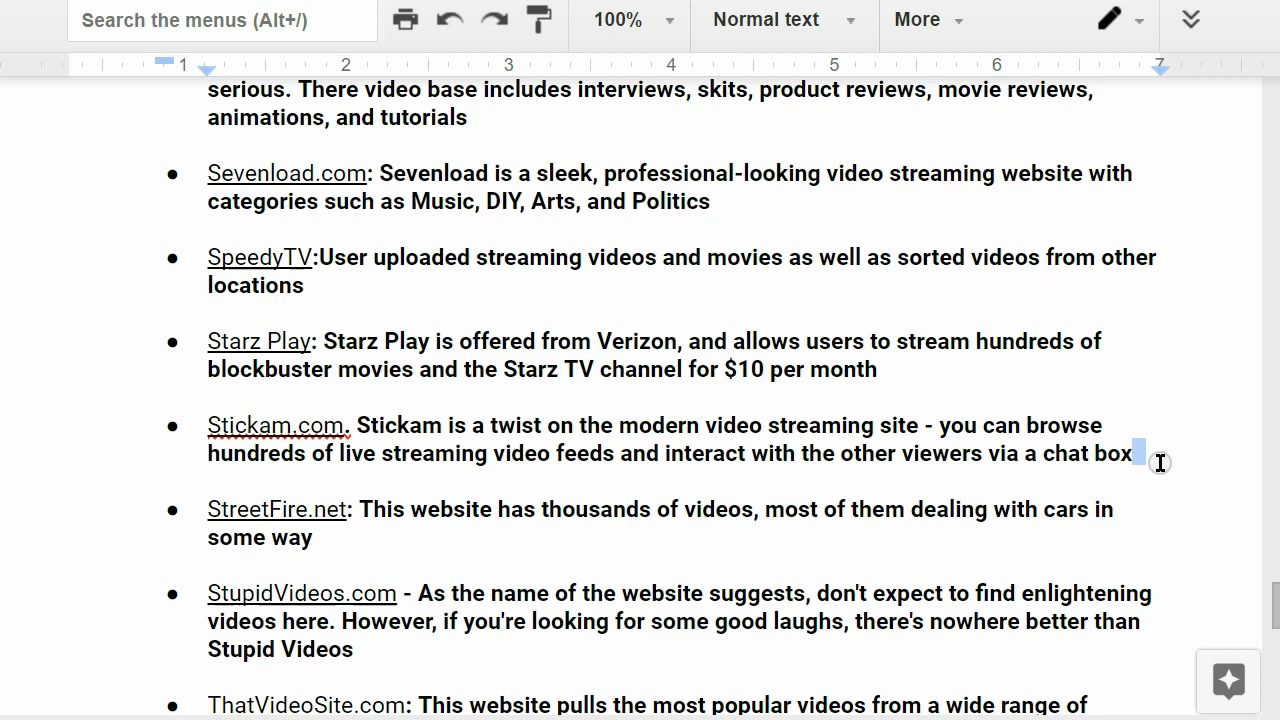 Search the menus (Alt+/) 100% Normal text More
1 2 3 4 5 6 7
serious. There video base includes interviews, skits, product reviews, movie reviews,
animations, and tutorials
● Sevenload.com: Sevenload is a sleek, professional-looking video streaming website with
categories such as Music, DIY, Arts, and Politics
● SpeedyTV:User uploaded streaming videos and movies as well as sorted videos from other
locations
● Starz Play: Starz Play is offered from Verizon, and allows users to stream hundreds of
blockbuster movies and the Starz TV channel for $10 per month
● Stickam.com. Stickam is a twist on the modern video streaming site - you can browse
hundreds of live streaming video feeds and interact with the other viewers via a chat box
● StreetFire.net: This website has thousands of videos, most of them dealing with cars in
some way
● StupidVideos.com - As the name of the website suggests, don't expect to find enlightening
videos here. However, if you're looking for some good laughs, there's nowhere better than
Stupid Videos
● ThatVideoSite.com: This website pulls the most popular videos from a wide range of